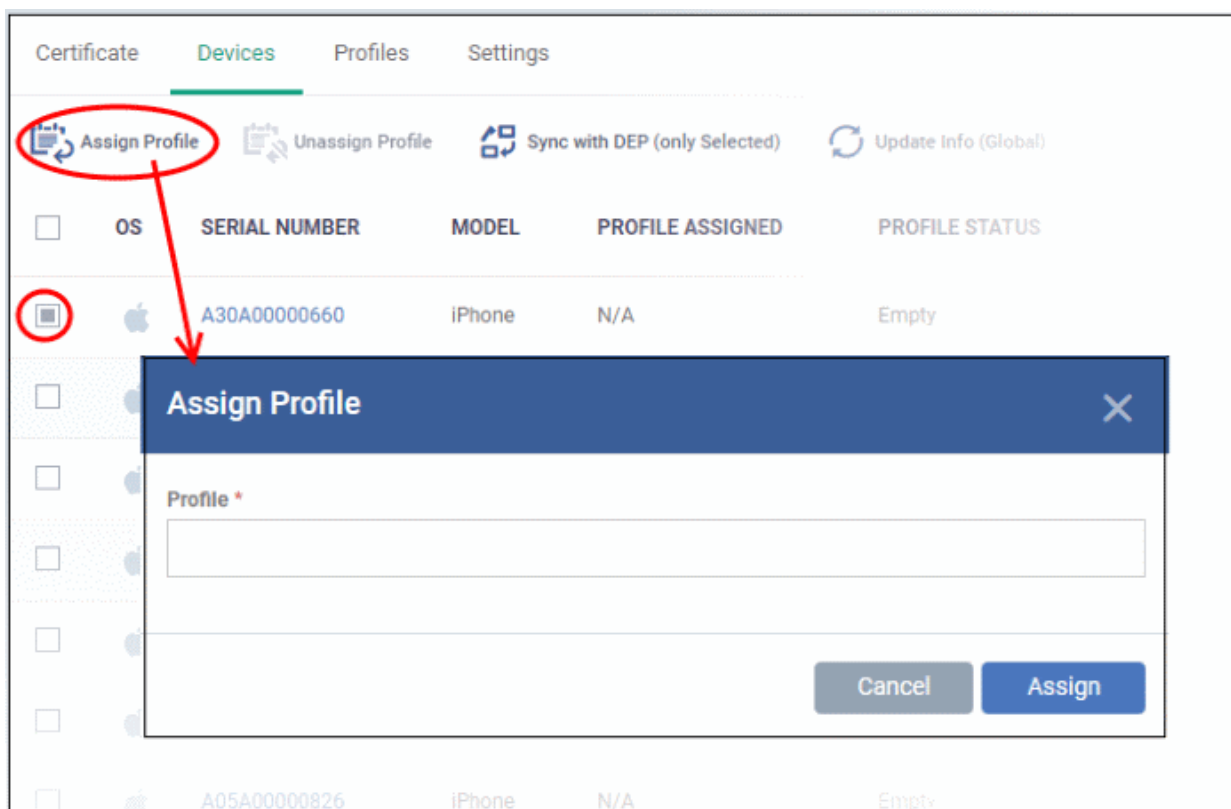 Certificate Devices Profiles Settings
Assign Profile Unassign Profile Sync with DEP (only Selected) Update Info (Global)
OS SERIAL NUMBER MODEL PROFILE ASSIGNED PROFILE STATUS
A30A00000660 iPhone N/A Empty
Assign Profile
Profile *
Cancel Assign
A05A00000826 iPhone N/A Empty